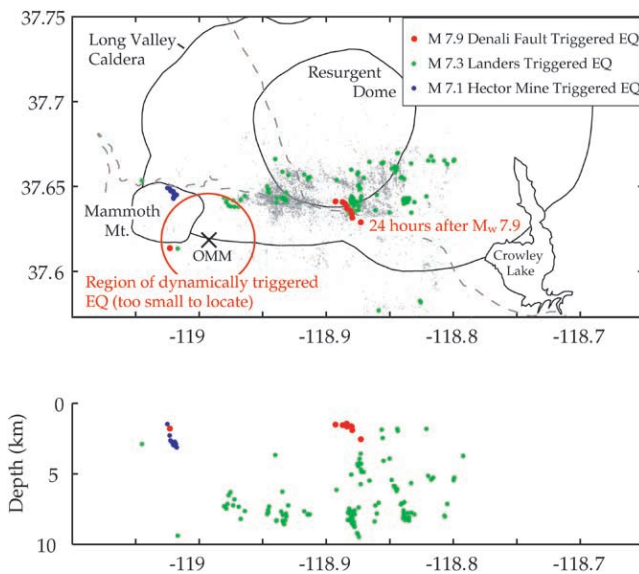 37.75
Long Valley
Caldera
M 7.9 Denali Fault Triggered EQ
M 7.3 Landers Triggered EQ
M 7.1 Hector Mine Triggered EQ
Resurgent
Dome
37.7
37.65
Mammoth
Mt.
24 hours after Mw 7.9
OMM
Crowley
Lake
37.6
Region of dynamically triggered
EQ (too small to locate)
-119 -118.9 -118.8 -118.7
0
5
10
Depth (km)
-119 -118.9 -118.8 -118.7